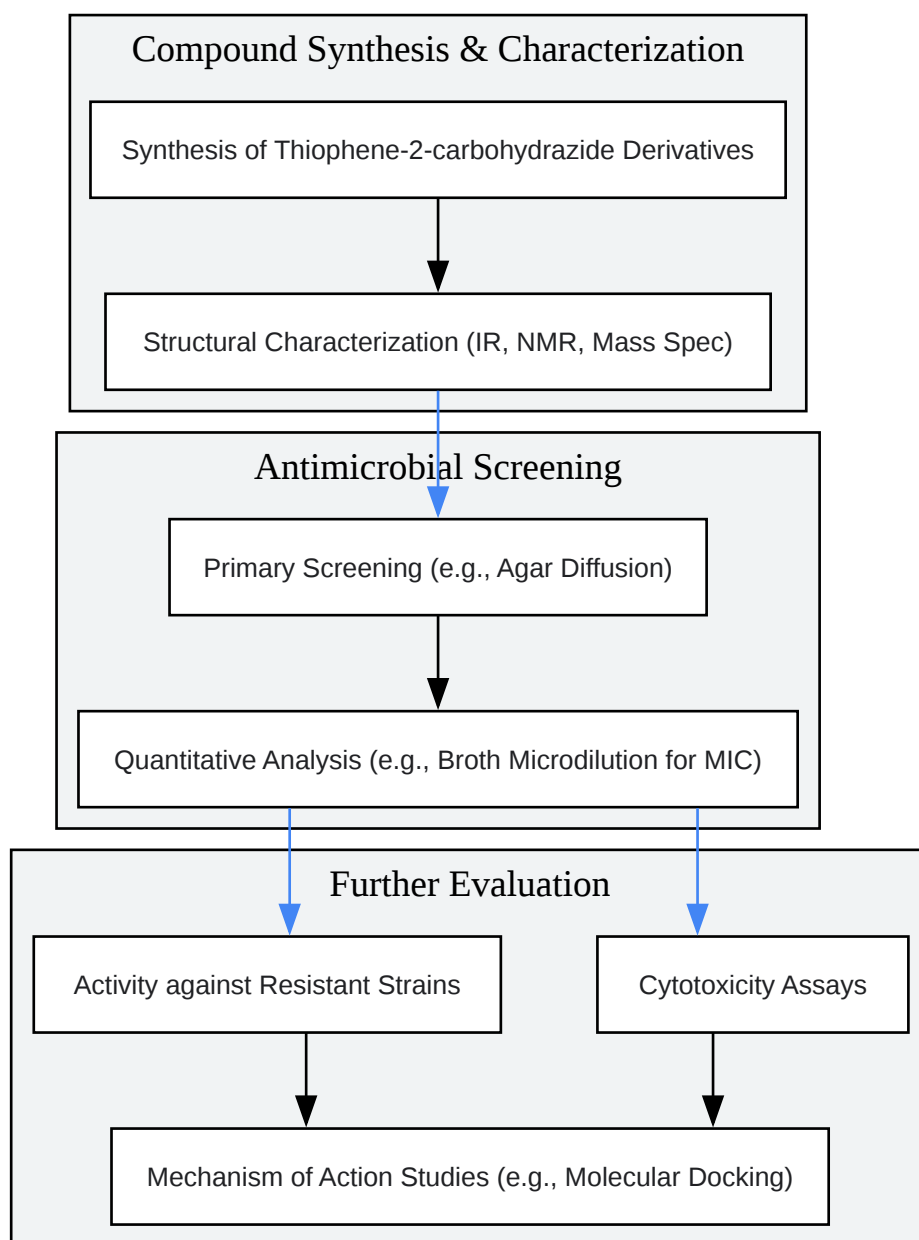 Compound Synthesis & Characterization
Synthesis of Thiophene-2-carbohydrazide Derivatives
Structural Characterization (IR, NMR, Mass Spec)
Antimicrobial Screening
Primary Screening (e.g., Agar Diffusion)
Quantitative Analysis (e.g., Broth Microdilution for MIC)
Further Evaluation
Activity against Resistant Strains
Cytotoxicity Assays
Mechanism of Action Studies (e.g., Molecular Docking)